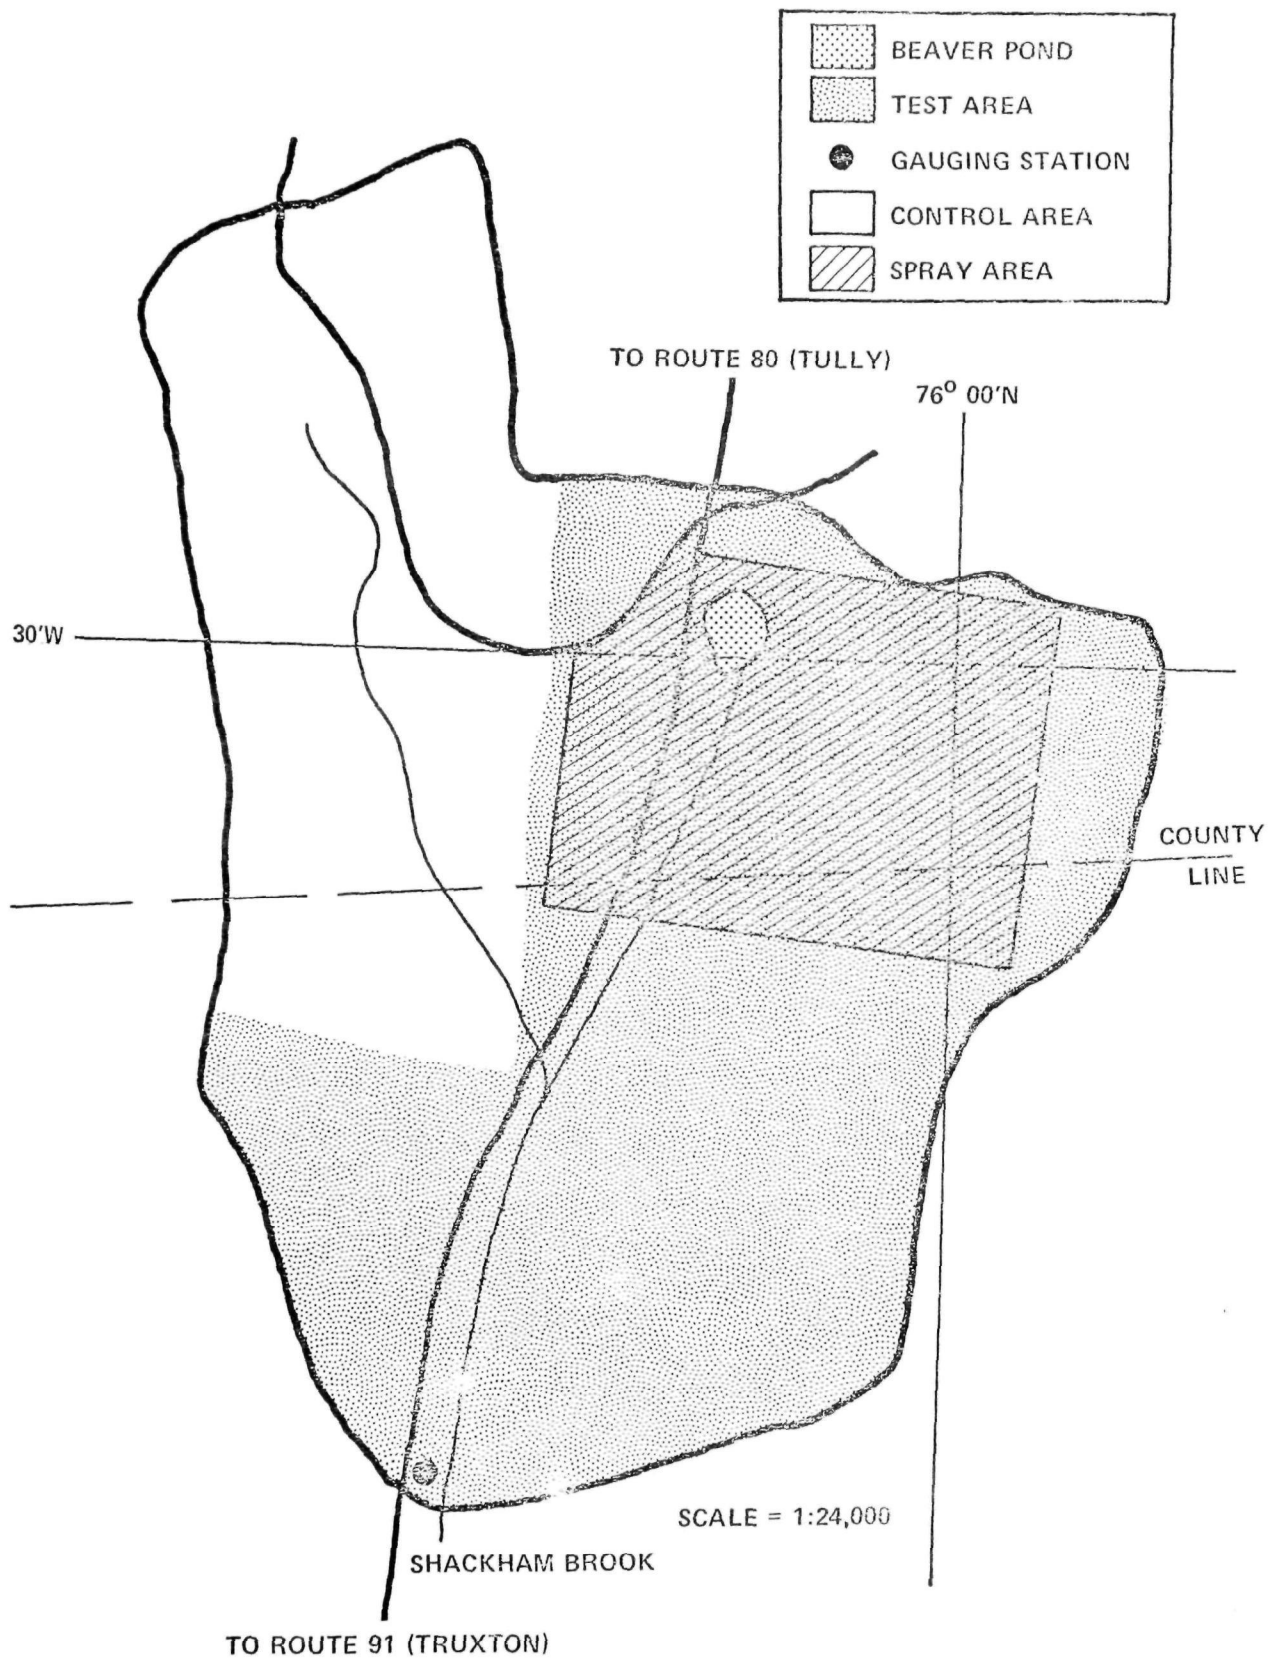 BEAVER POND
TEST AREA
GAUGING STATION
CONTROL AREA
SPRAY AREA
TO ROUTE 80 (TULLY)
76° 00'N
30'W
COUNTY
LINE
SCALE = 1:24,000
SHACKHAM BROOK
TO ROUTE 91 (TRUXTON)